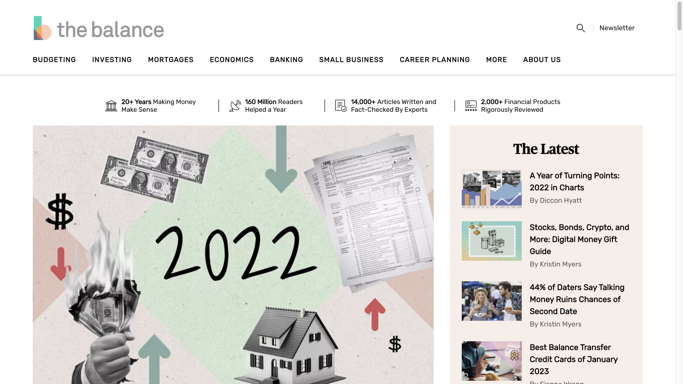 the balance
Newsletter
BUDGETING INVESTING MORTGAGES ECONOMICS BANKING SMALL BUSINESS CAREER PLANNING MORE ABOUT US
20+ Years Making Money
Make Sense
160 Million Readers
Helped a Year
14,000+ Articles Written and
Fact-Checked By Experts
2,000+ Financial Products
Rigorously Reviewed
2022
$
$
The Latest
A Year of Turning Points:
2022 in Charts
By Diccon Hyatt
Stocks, Bonds, Crypto, and
More: Digital Money Gift
Guide
By Kristin Myers
44% of Daters Say Talking
Money Ruins Chances of
Second Date
By Kristin Myers
Best Balance Transfer
Credit Cards of January
2023